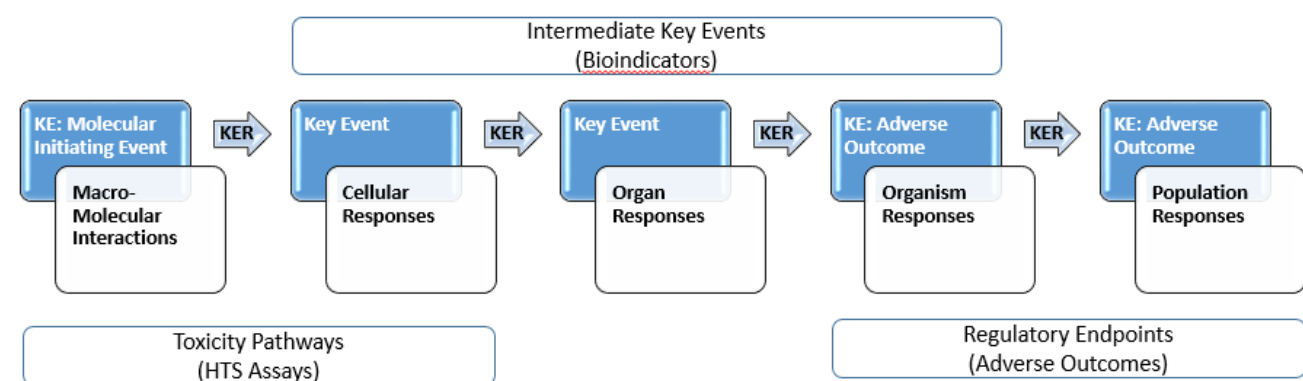 Intermediate Key Events
(Bioindicators)
KE: Molecular
Initiating Event
KER
Key Event
KER
Key Event
KER
KE: Adverse
Outcome
KER
KE: Adverse
Outcome
Macro-
Molecular
Interactions
Cellular
Responses
Organ
Responses
Organism
Responses
Population
Responses
Toxicity Pathways
(HTS Assays)
Regulatory Endpoints
(Adverse Outcomes)